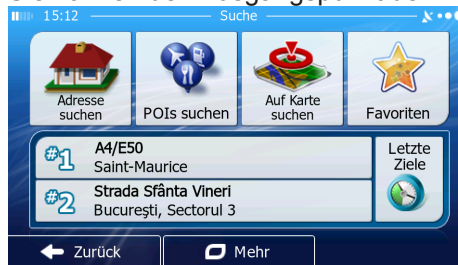 15:12
Suche
Adresse
suchen
POIs suchen
Auf Karte
suchen
Favoriten
#1
A4/E50
Saint-Maurice
#2
Strada Sfânta Vineri
Bucureşti, Sectorul 3
Letzte
Ziele
Zurück
Mehr